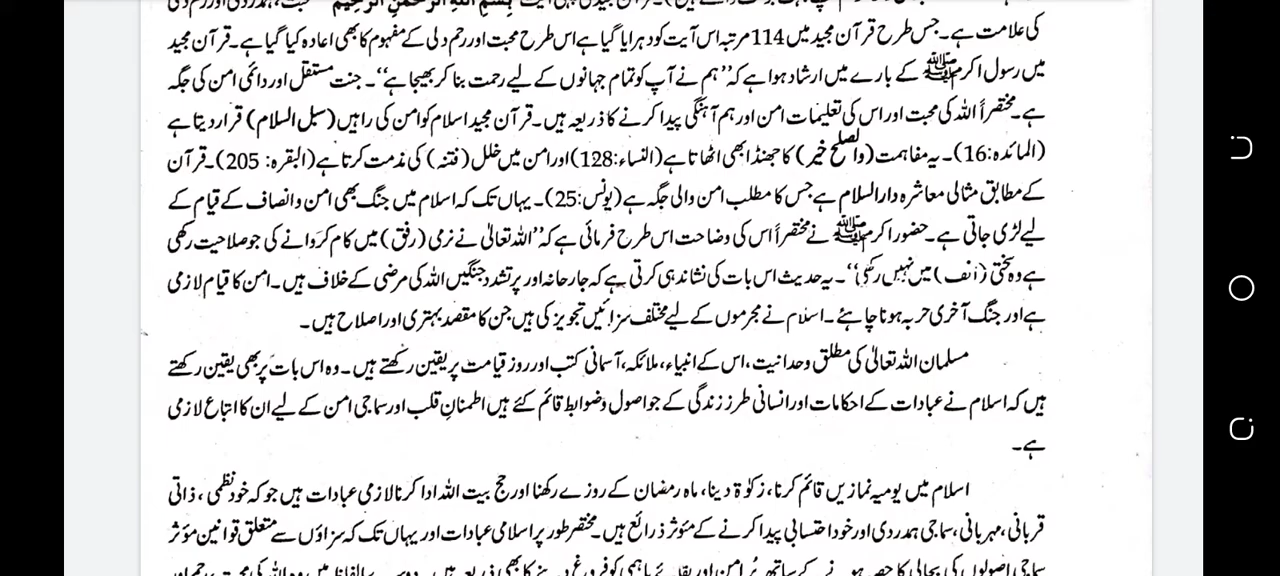 بِسْمِ اللّٰهِ الرَّحْمٰنِ الرَّحِيْمِ
کی علامت ہے۔جس طرح قرآن مجید میں 114 مرتبہ اس آیت کو دہرایا گیا ہے اس طرح محبت اور رحم دلی کے مفہوم کا بھی اعادہ کیا گیا ہے۔قرآن مجید
میں رسول اکرم ﷺ کے بارے میں ارشاد ہوا ہے کہ ’’ہم نے آپ کو تمام جہانوں کے لیے رحمت بنا کر بھیجا ہے‘‘۔ جنت مستقل اور دائمی امن کی جگہ
ہے۔مختصراً اللہ کی محبت اور اس کی تعلیمات امن اور ہم آہنگی پیدا کرنے کا ذریعہ ہیں۔قرآن مجید اسلام کو امن کی راہیں (سبل السلام) قرار دیتا ہے
(المائدہ:16)۔ یہ مفاہمت (والصلح خیر) کا جھنڈا بھی اٹھاتا ہے (النساء:128) اور امن میں خلل (فتنہ) کی مذمت کرتا ہے (البقرہ: 205)۔قرآن
کے مطابق مثالی معاشرہ دارالسلام ہے جس کا مطلب امن والی جگہ ہے (یونس:25)۔ یہاں تک کہ اسلام میں جنگ بھی امن وانصاف کے قیام کے
لیے لڑی جاتی ہے۔حضور اکرم ﷺ نے مختصراً اس کی وضاحت اس طرح فرمائی ہے کہ ’’اللہ تعالیٰ نے نرمی (رفق) میں کام کروانے کی جو صلاحیت رکھی
ہے وہ سختی (انف) میں نہیں رکھی‘‘۔ یہ حدیث اس بات کی نشاندہی کرتی ہے کہ جارحانہ اور پرتشدد جنگیں اللہ کی مرضی کے خلاف ہیں۔امن کا قیام لازمی
ہے اور جنگ آخری حربہ ہونا چاہئے۔اسلام نے مجرموں کے لیے مختلف سزائیں تجویز کی ہیں جن کا مقصد بہتری اور اصلاح ہیں۔
مسلمان اللہ تعالیٰ کی مطلق وحدانیت، اس کے انبیاء، ملائکہ، آسمانی کتب اور روز قیامت پر یقین رکھتے ہیں۔وہ اس بات پر بھی یقین رکھتے
ہیں کہ اسلام نے عبادات کے احکامات اور انسانی طرز زندگی کے جو اصول وضوابط قائم کئے ہیں اطمنانِ قلب اور سماجی امن کے لیے ان کا اتباع لازمی
ہے۔
اسلام میں یومیہ نمازیں قائم کرنا، زکوٰۃ دینا، ماہ رمضان کے روزے رکھنا اور حج بیت اللہ ادا کرنا لازمی عبادات ہیں جو کہ خود نظمی، ذاتی
قربانی، مہربانی، سماجی ہمدردی اور خود احتسابی پیدا کرنے کے مؤثر ذرائع ہیں۔مختصر طور پر اسلامی عبادات اور یہاں تک کہ سزاؤں سے متعلق قوانین مؤثر
سماجی اصولوں کی بحالی کا حصہ ہونے کے ساتھ